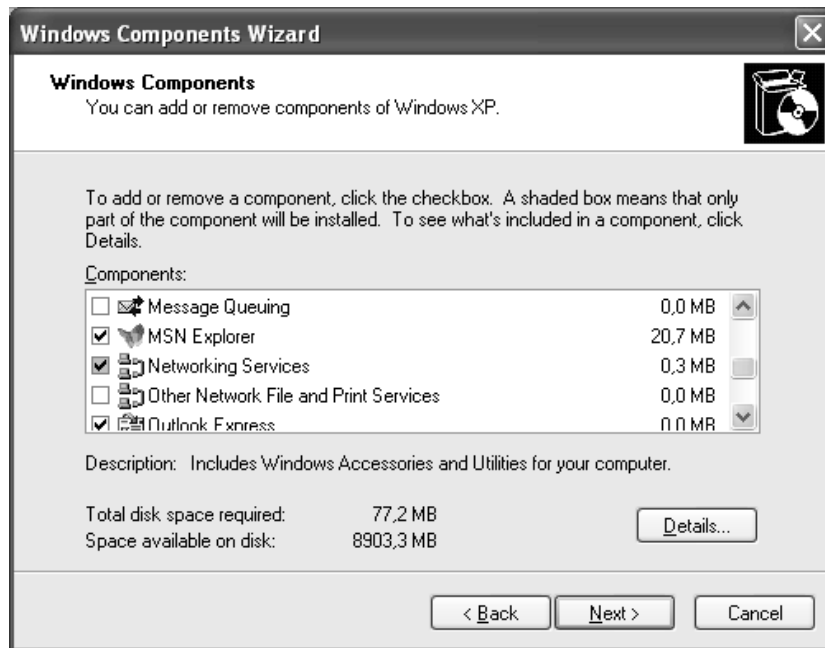 Windows Components Wizard
Windows Components
You can add or remove components of Windows XP.
To add or remove a component, click the checkbox. A shaded box means that only
part of the component will be installed. To see what's included in a component, click
Details.
Components:
Message Queuing 0,0 MB
MSN Explorer 20,7 MB
Networking Services 0,3 MB
Other Network File and Print Services 0,0 MB
Outlook Express 0,0 MB
Description: Includes Windows Accessories and Utilities for your computer.
Total disk space required: 77,2 MB
Space available on disk: 8903,3 MB
Details...
< Back Next > Cancel